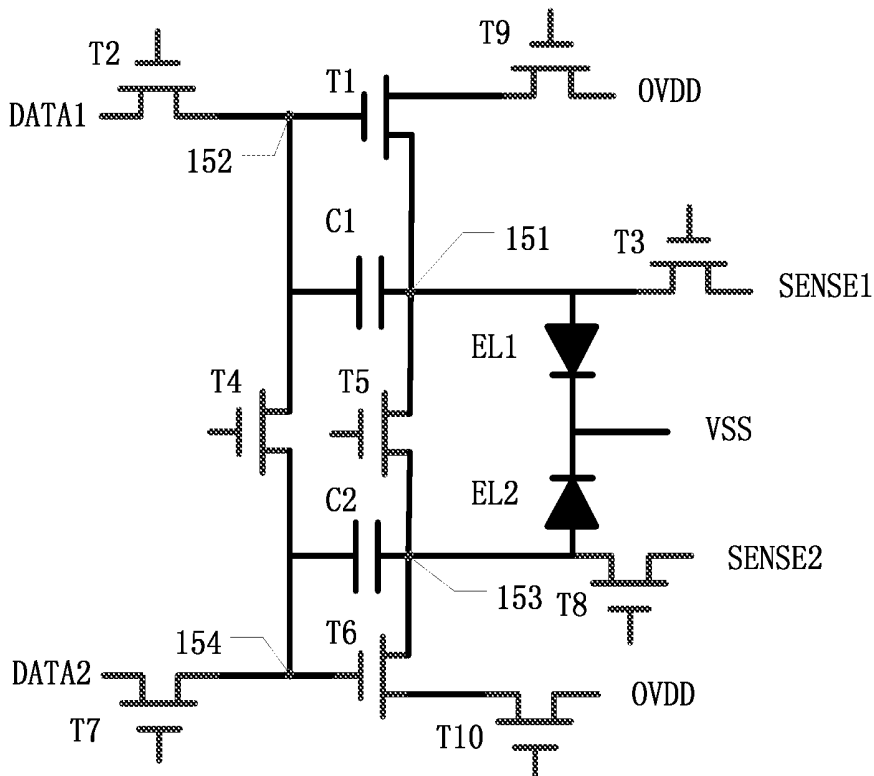 T9
T2
T1
OVDD
DATA1
152
C1
151
T3
SENSE1
EL1
T4
T5
VSS
EL2
C2
SENSE2
153
T8
T6
154
DATA2
OVDD
T7
T10